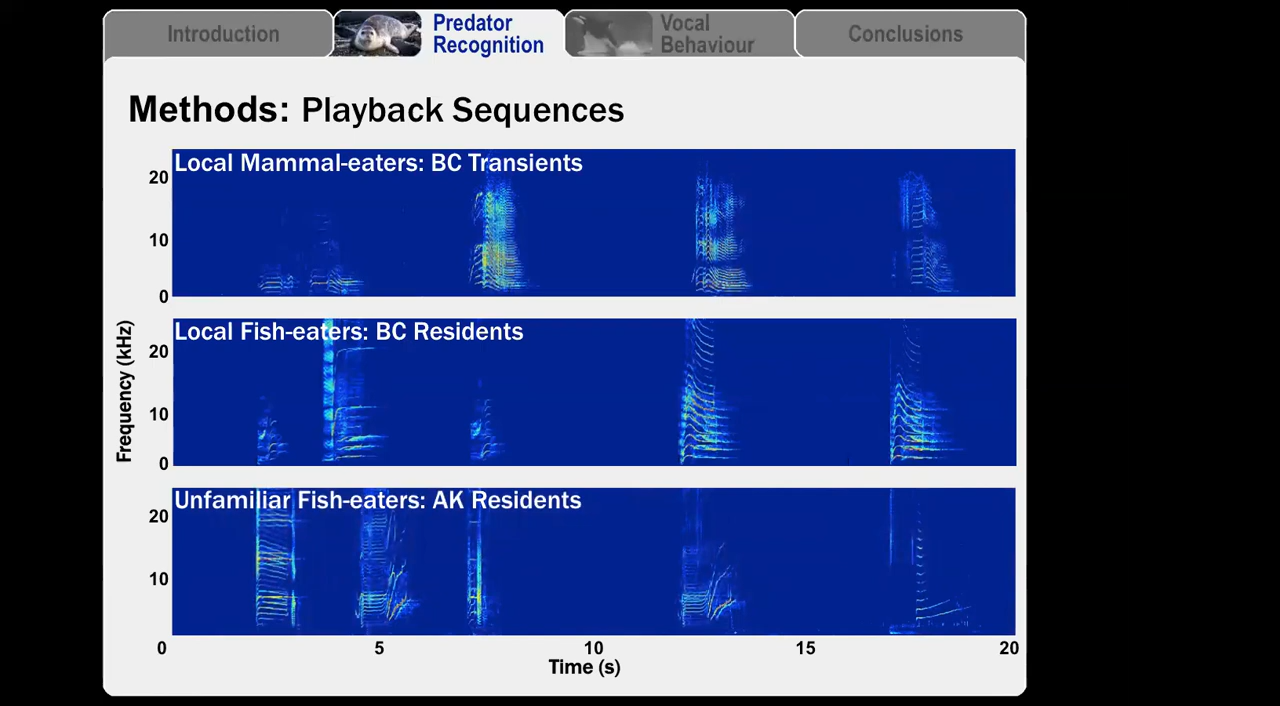 Introduction
Predator
Recognition
Vocal
Behaviour
Conclusions
Methods: Playback Sequences
Local Mammal-eaters: BC Transients
20
10
0
Local Fish-eaters: BC Residents
20
10
0
Frequency (kHz)
Unfamiliar Fish-eaters: AK Residents
20
10
0 5 10 15 20
Time (s)